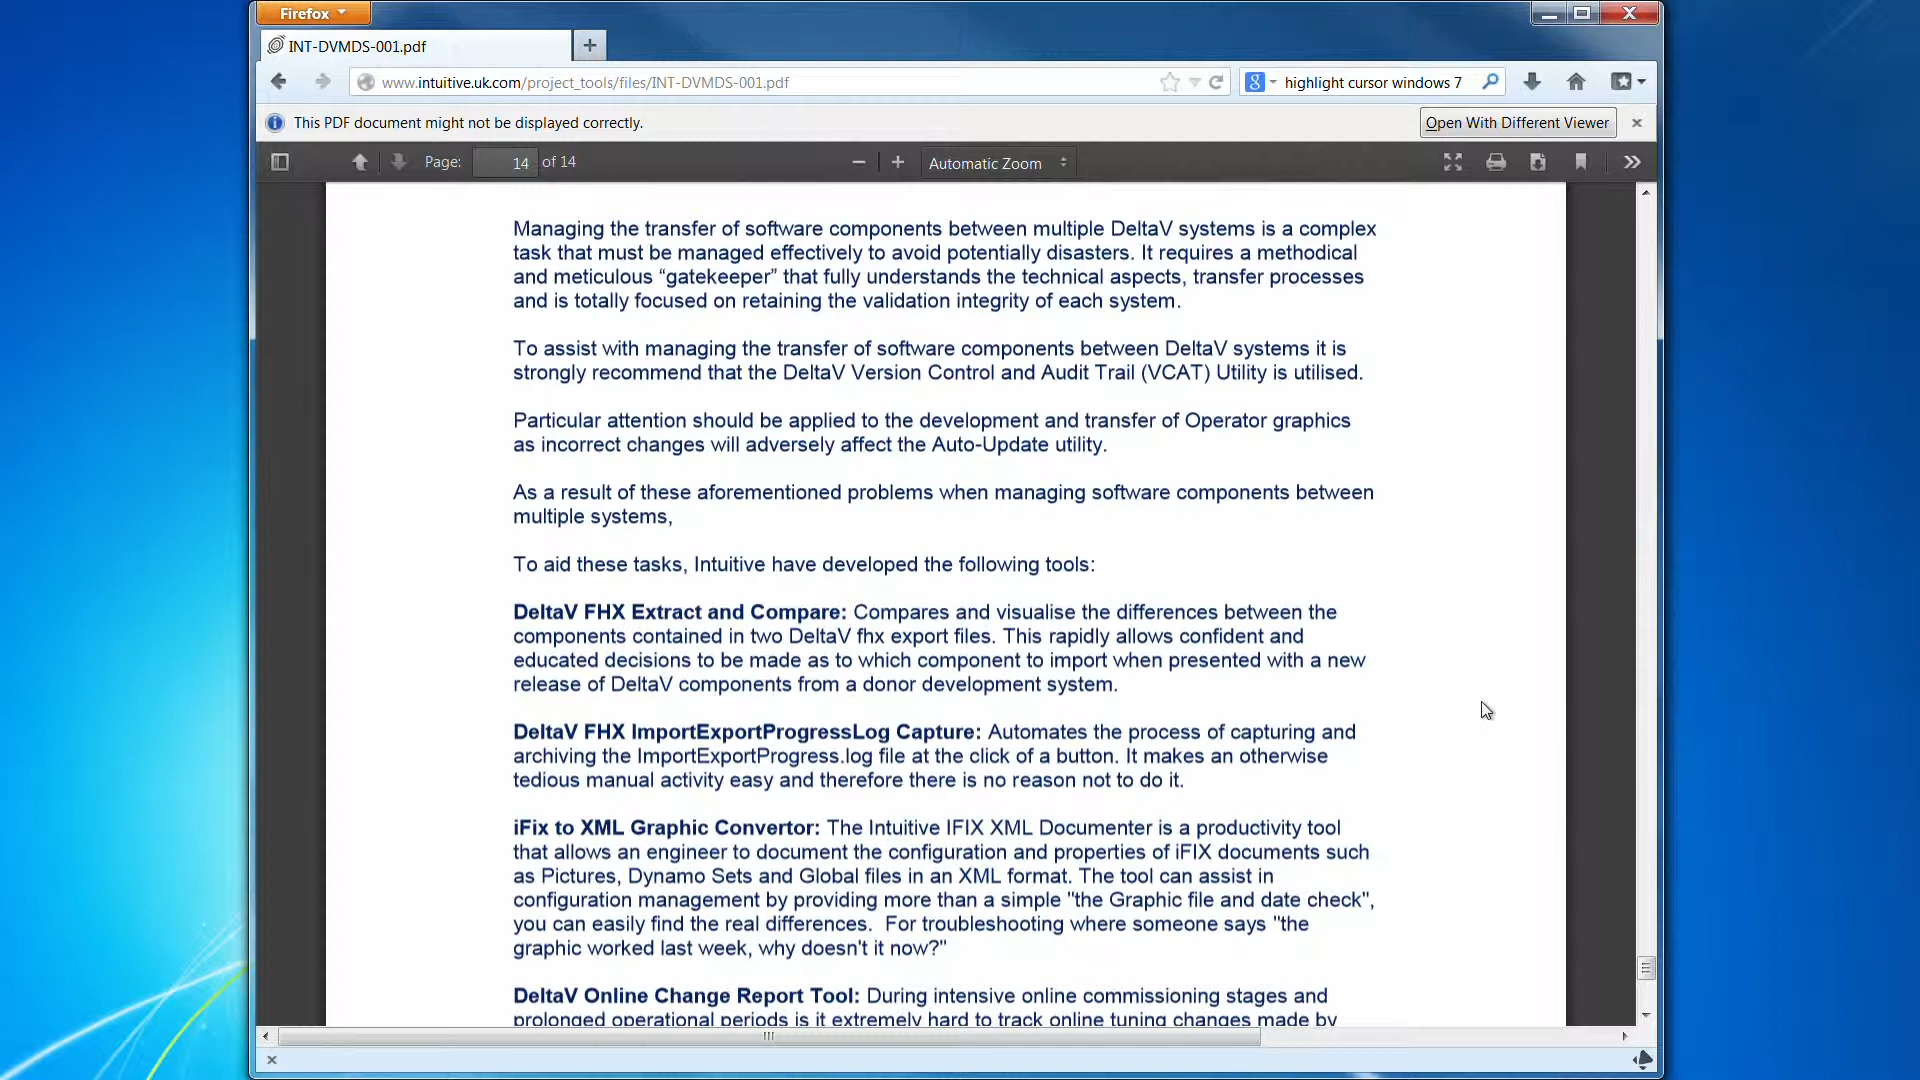 Firefox
INT-DVMDS-001.pdf
www.intuitive.uk.com/project_tools/files/INT-DVMDS-001.pdf
highlight cursor windows 7
This PDF document might not be displayed correctly.
Open With Different Viewer
Page: 14 of 14
Automatic Zoom
Managing the transfer of software components between multiple DeltaV systems is a complex
task that must be managed effectively to avoid potentially disasters. It requires a methodical
and meticulous “gatekeeper” that fully understands the technical aspects, transfer processes
and is totally focused on retaining the validation integrity of each system.
To assist with managing the transfer of software components between DeltaV systems it is
strongly recommend that the DeltaV Version Control and Audit Trail (VCAT) Utility is utilised.
Particular attention should be applied to the development and transfer of Operator graphics
as incorrect changes will adversely affect the Auto-Update utility.
As a result of these aforementioned problems when managing software components between
multiple systems,
To aid these tasks, Intuitive have developed the following tools:
DeltaV FHX Extract and Compare: Compares and visualise the differences between the
components contained in two DeltaV fhx export files. This rapidly allows confident and
educated decisions to be made as to which component to import when presented with a new
release of DeltaV components from a donor development system.
DeltaV FHX ImportExportProgressLog Capture: Automates the process of capturing and
archiving the ImportExportProgress.log file at the click of a button. It makes an otherwise
tedious manual activity easy and therefore there is no reason not to do it.
iFix to XML Graphic Convertor: The Intuitive IFIX XML Documenter is a productivity tool
that allows an engineer to document the configuration and properties of iFIX documents such
as Pictures, Dynamo Sets and Global files in an XML format. The tool can assist in
configuration management by providing more than a simple "the Graphic file and date check",
you can easily find the real differences.  For troubleshooting where someone says "the
graphic worked last week, why doesn't it now?"
DeltaV Online Change Report Tool: During intensive online commissioning stages and
prolonged operational periods is it extremely hard to track online tuning changes made by